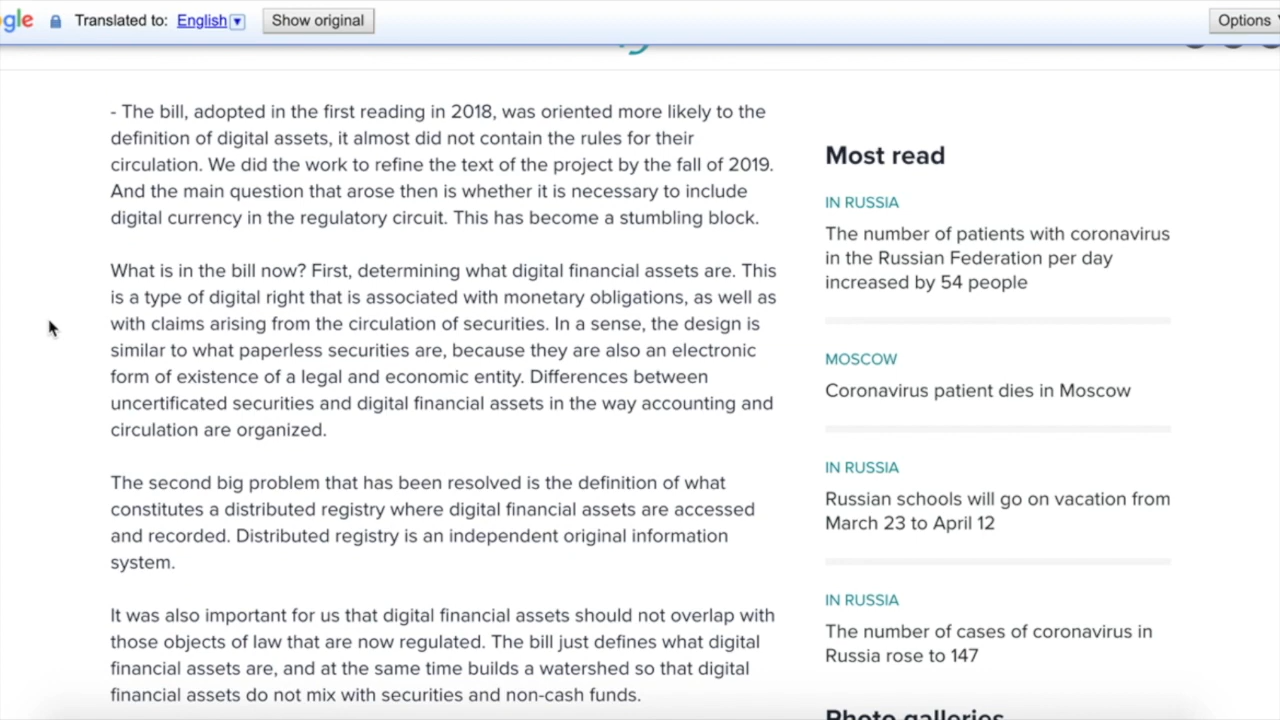 gle Translated to: English Show original Options
- The bill, adopted in the first reading in 2018, was oriented more likely to the
definition of digital assets, it almost did not contain the rules for their
circulation. We did the work to refine the text of the project by the fall of 2019.
And the main question that arose then is whether it is necessary to include
digital currency in the regulatory circuit. This has become a stumbling block.
What is in the bill now? First, determining what digital financial assets are. This
is a type of digital right that is associated with monetary obligations, as well as
with claims arising from the circulation of securities. In a sense, the design is
similar to what paperless securities are, because they are also an electronic
form of existence of a legal and economic entity. Differences between
uncertificated securities and digital financial assets in the way accounting and
circulation are organized.
The second big problem that has been resolved is the definition of what
constitutes a distributed registry where digital financial assets are accessed
and recorded. Distributed registry is an independent original information
system.
It was also important for us that digital financial assets should not overlap with
those objects of law that are now regulated. The bill just defines what digital
financial assets are, and at the same time builds a watershed so that digital
financial assets do not mix with securities and non-cash funds.
Most read
IN RUSSIA
The number of patients with coronavirus
in the Russian Federation per day
increased by 54 people
MOSCOW
Coronavirus patient dies in Moscow
IN RUSSIA
Russian schools will go on vacation from
March 23 to April 12
IN RUSSIA
The number of cases of coronavirus in
Russia rose to 147
Photo galleries